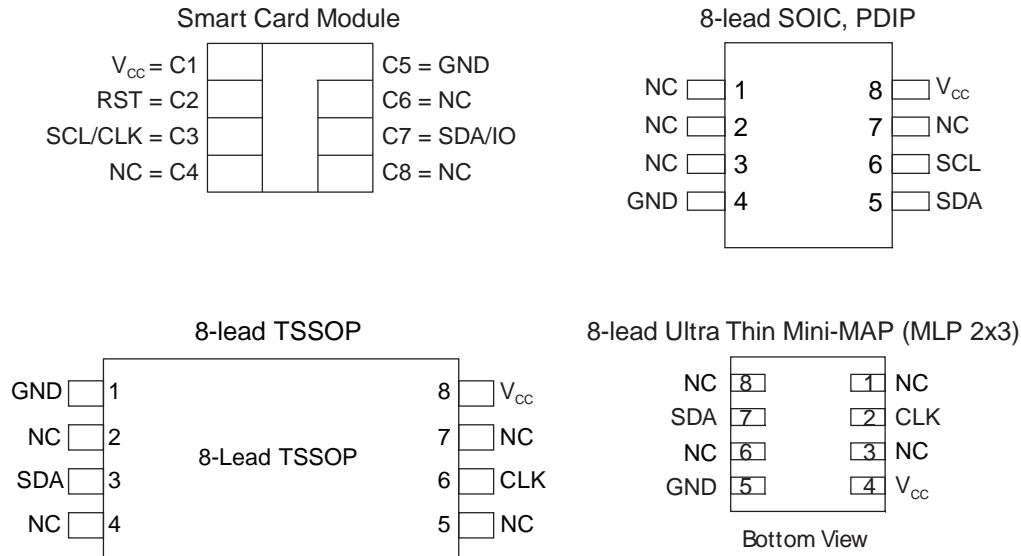 Smart Card Module
V_CC = C1 C5 = GND
RST = C2 C6 = NC
SCL/CLK = C3 C7 = SDA/IO
NC = C4 C8 = NC
8-lead SOIC, PDIP
NC 1 8 V_CC
NC 2 7 NC
NC 3 6 SCL
GND 4 5 SDA
8-lead TSSOP
GND 1 8 V_CC
NC 2 7 NC
8-Lead TSSOP
SDA 3 6 CLK
NC 4 5 NC
8-lead Ultra Thin Mini-MAP (MLP 2x3)
NC 8 1 NC
SDA 7 2 CLK
NC 6 3 NC
GND 5 4 V_CC
Bottom View